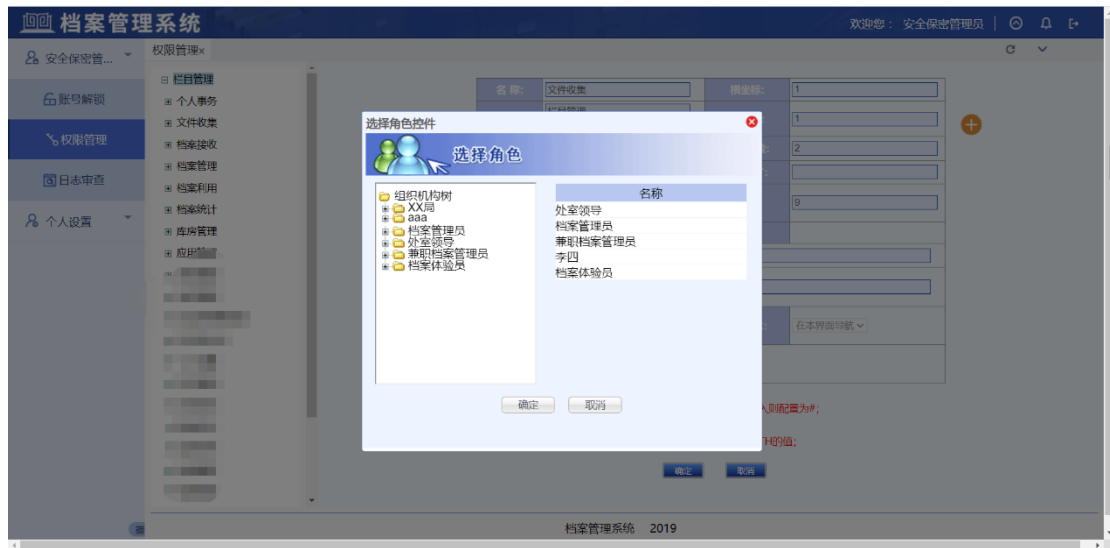 档案管理系统
欢迎您： 安全保密管理员
安全保密管...
账号解锁
权限管理
日志审查
个人设置
权限管理×
栏目管理
个人事务
文件收集
档案接收
档案管理
档案利用
档案统计
库房管理
名 称: 文件收集 横坐标: 1
栏目管理
1
2
9
在本界面导航
入则配置为#;
TH的值;
确定 取消
选择角色控件
选择角色
组织机构树
XX局
aaa
档案管理员
处室领导
兼职档案管理员
档案体验员
名称
处室领导
档案管理员
兼职档案管理员
李四
档案体验员
确定 取消
档案管理系统 2019